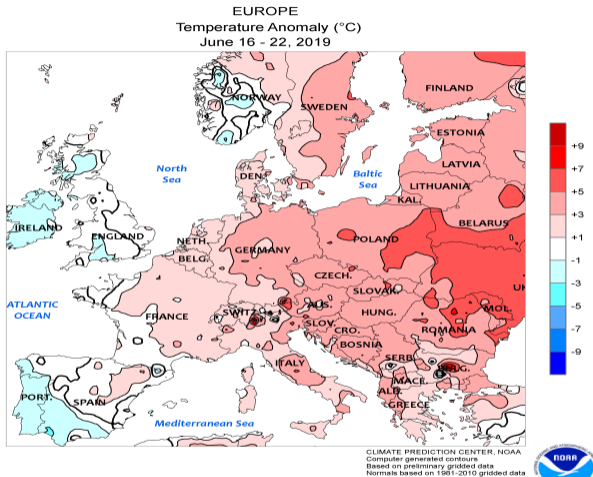 EUROPE
Temperature Anomaly (°C)
June 16 - 22, 2019
NORWAY
SWEDEN
FINLAND
ESTONIA
LATVIA
LITHUANIA
KAL.
BELARUS
North
Sea
Baltic
Sea
DEN.
IRELAND
ENGLAND
NETH.
BELG.
GERMANY
POLAND
CZECH.
SLOVAK.
MOL.
ATLANTIC
OCEAN
FRANCE
SWITZ.
AUS.
HUNG.
SLOV.
CRO.
ROMANIA
BOSNIA
SERB.
ITALY
MACE.
ALB.
GREECE
PORT.
SPAIN
Mediterranean Sea
+9
+7
+5
+3
+1
-1
-3
-5
-7
-9
CLIMATE PREDICTION CENTER, NOAA
Computer generated contours
Based on preliminary gridded data
Normals based on 1981-2010 gridded data
NOAA